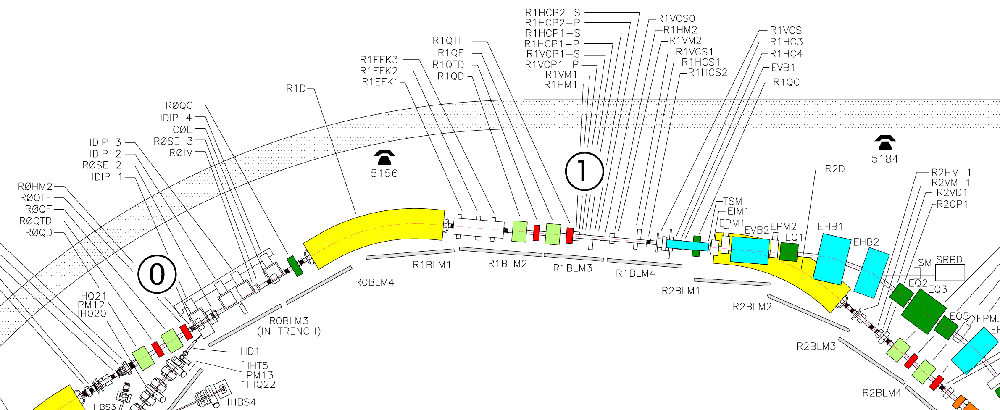 R1HCP2-S
R1HCP2-P
R1HCP1-S
R1HCP1-P
R1VCP1-S
R1VCP1-P
R1VM1
R1HM1
R1VCS0
R1HM2
R1VM2
R1VCS1
R1HCS1
R1HCS2
R1VCS
R1HC3
R1HC4
EVB1
R1QC
R1QTF
R1QF
R1QTD
R1QD
R1EFK3
R1EFK2
R1EFK1
R1D
RØQC
IDIP 4
ICØL
RØSE 3
RØIM
IDIP 3
IDIP 2
RØSE 2
IDIP 1
RØHM2
RØQTF
RØQF
RØQTD
RØQD
5156
1
5184
R2D
R2HM 1
R2VM 1
R2VD1
R20P1
TSM
EIM1
EPM1
EVB2
EPM2
EQ1
EHB1
EHB2
SM
SRBD
EQ2
EQ3
EQ5
EPM3
EH
0
R1BLM1
R1BLM2
R1BLM3
R1BLM4
R0BLM4
R2BLM1
R2BLM2
R2BLM3
R2BLM4
R0BLM3
(IN TRENCH)
IHQ21
PM12
IH020
HD1
IHT5
PM13
IHQ22
IHBS3
IHBS4